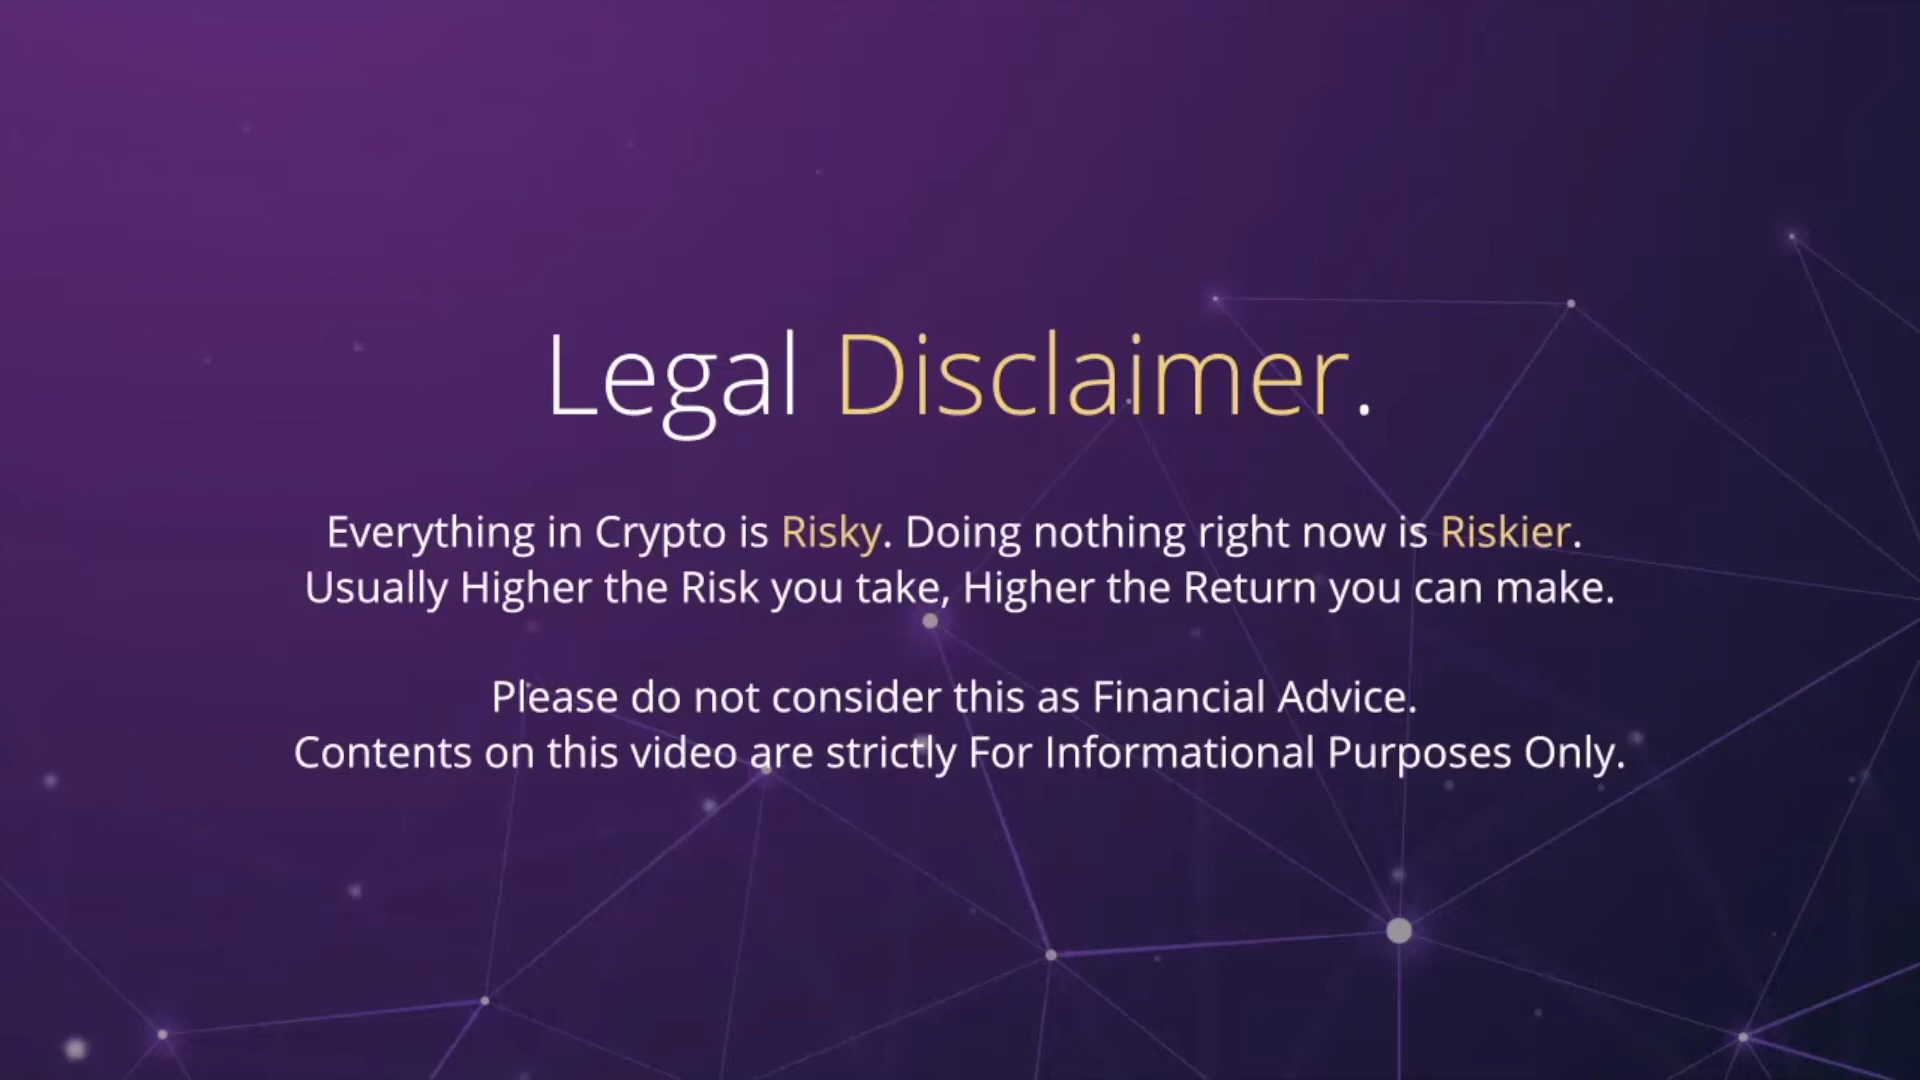 Legal Disclaimer.
Everything in Crypto is Risky. Doing nothing right now is Riskier.
Usually Higher the Risk you take, Higher the Return you can make.
Please do not consider this as Financial Advice.
Contents on this video are strictly For Informational Purposes Only.